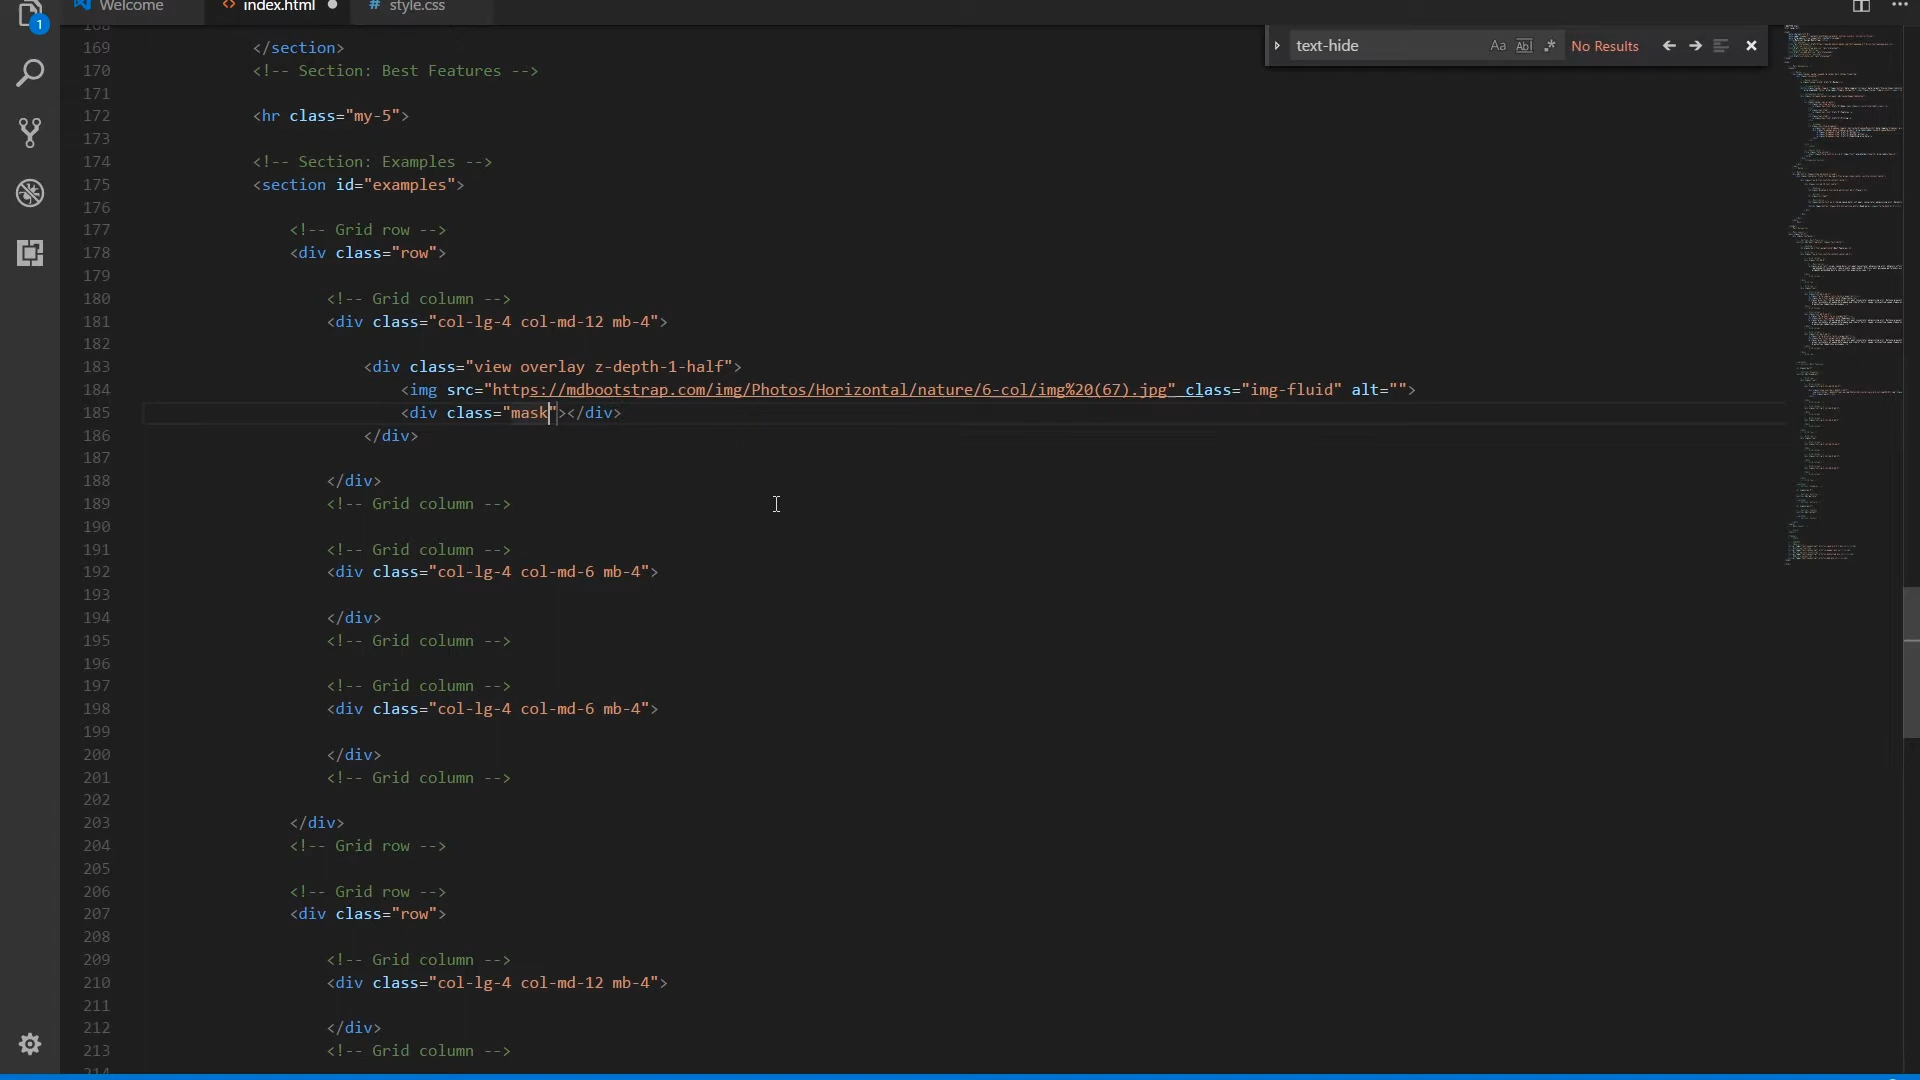 Welcome
<> index.html
# style.css
text-hide
Aa
Abl
.*
No Results
1
169 </section>
170 <!-- Section: Best Features -->
171
172 <hr class="my-5">
173
174 <!-- Section: Examples -->
175 <section id="examples">
176
177 <!-- Grid row -->
178 <div class="row">
179
180 <!-- Grid column -->
181 <div class="col-lg-4 col-md-12 mb-4">
182
183 <div class="view overlay z-depth-1-half">
184 <img src="https://mdbootstrap.com/img/Photos/Horizontal/nature/6-col/img%20(67).jpg" class="img-fluid" alt="">
185 <div class="mask"></div>
186 </div>
187
188 </div>
189 <!-- Grid column -->
190
191 <!-- Grid column -->
192 <div class="col-lg-4 col-md-6 mb-4">
193
194 </div>
195 <!-- Grid column -->
196
197 <!-- Grid column -->
198 <div class="col-lg-4 col-md-6 mb-4">
199
200 </div>
201 <!-- Grid column -->
202
203 </div>
204 <!-- Grid row -->
205
206 <!-- Grid row -->
207 <div class="row">
208
209 <!-- Grid column -->
210 <div class="col-lg-4 col-md-12 mb-4">
211
212 </div>
213 <!-- Grid column -->